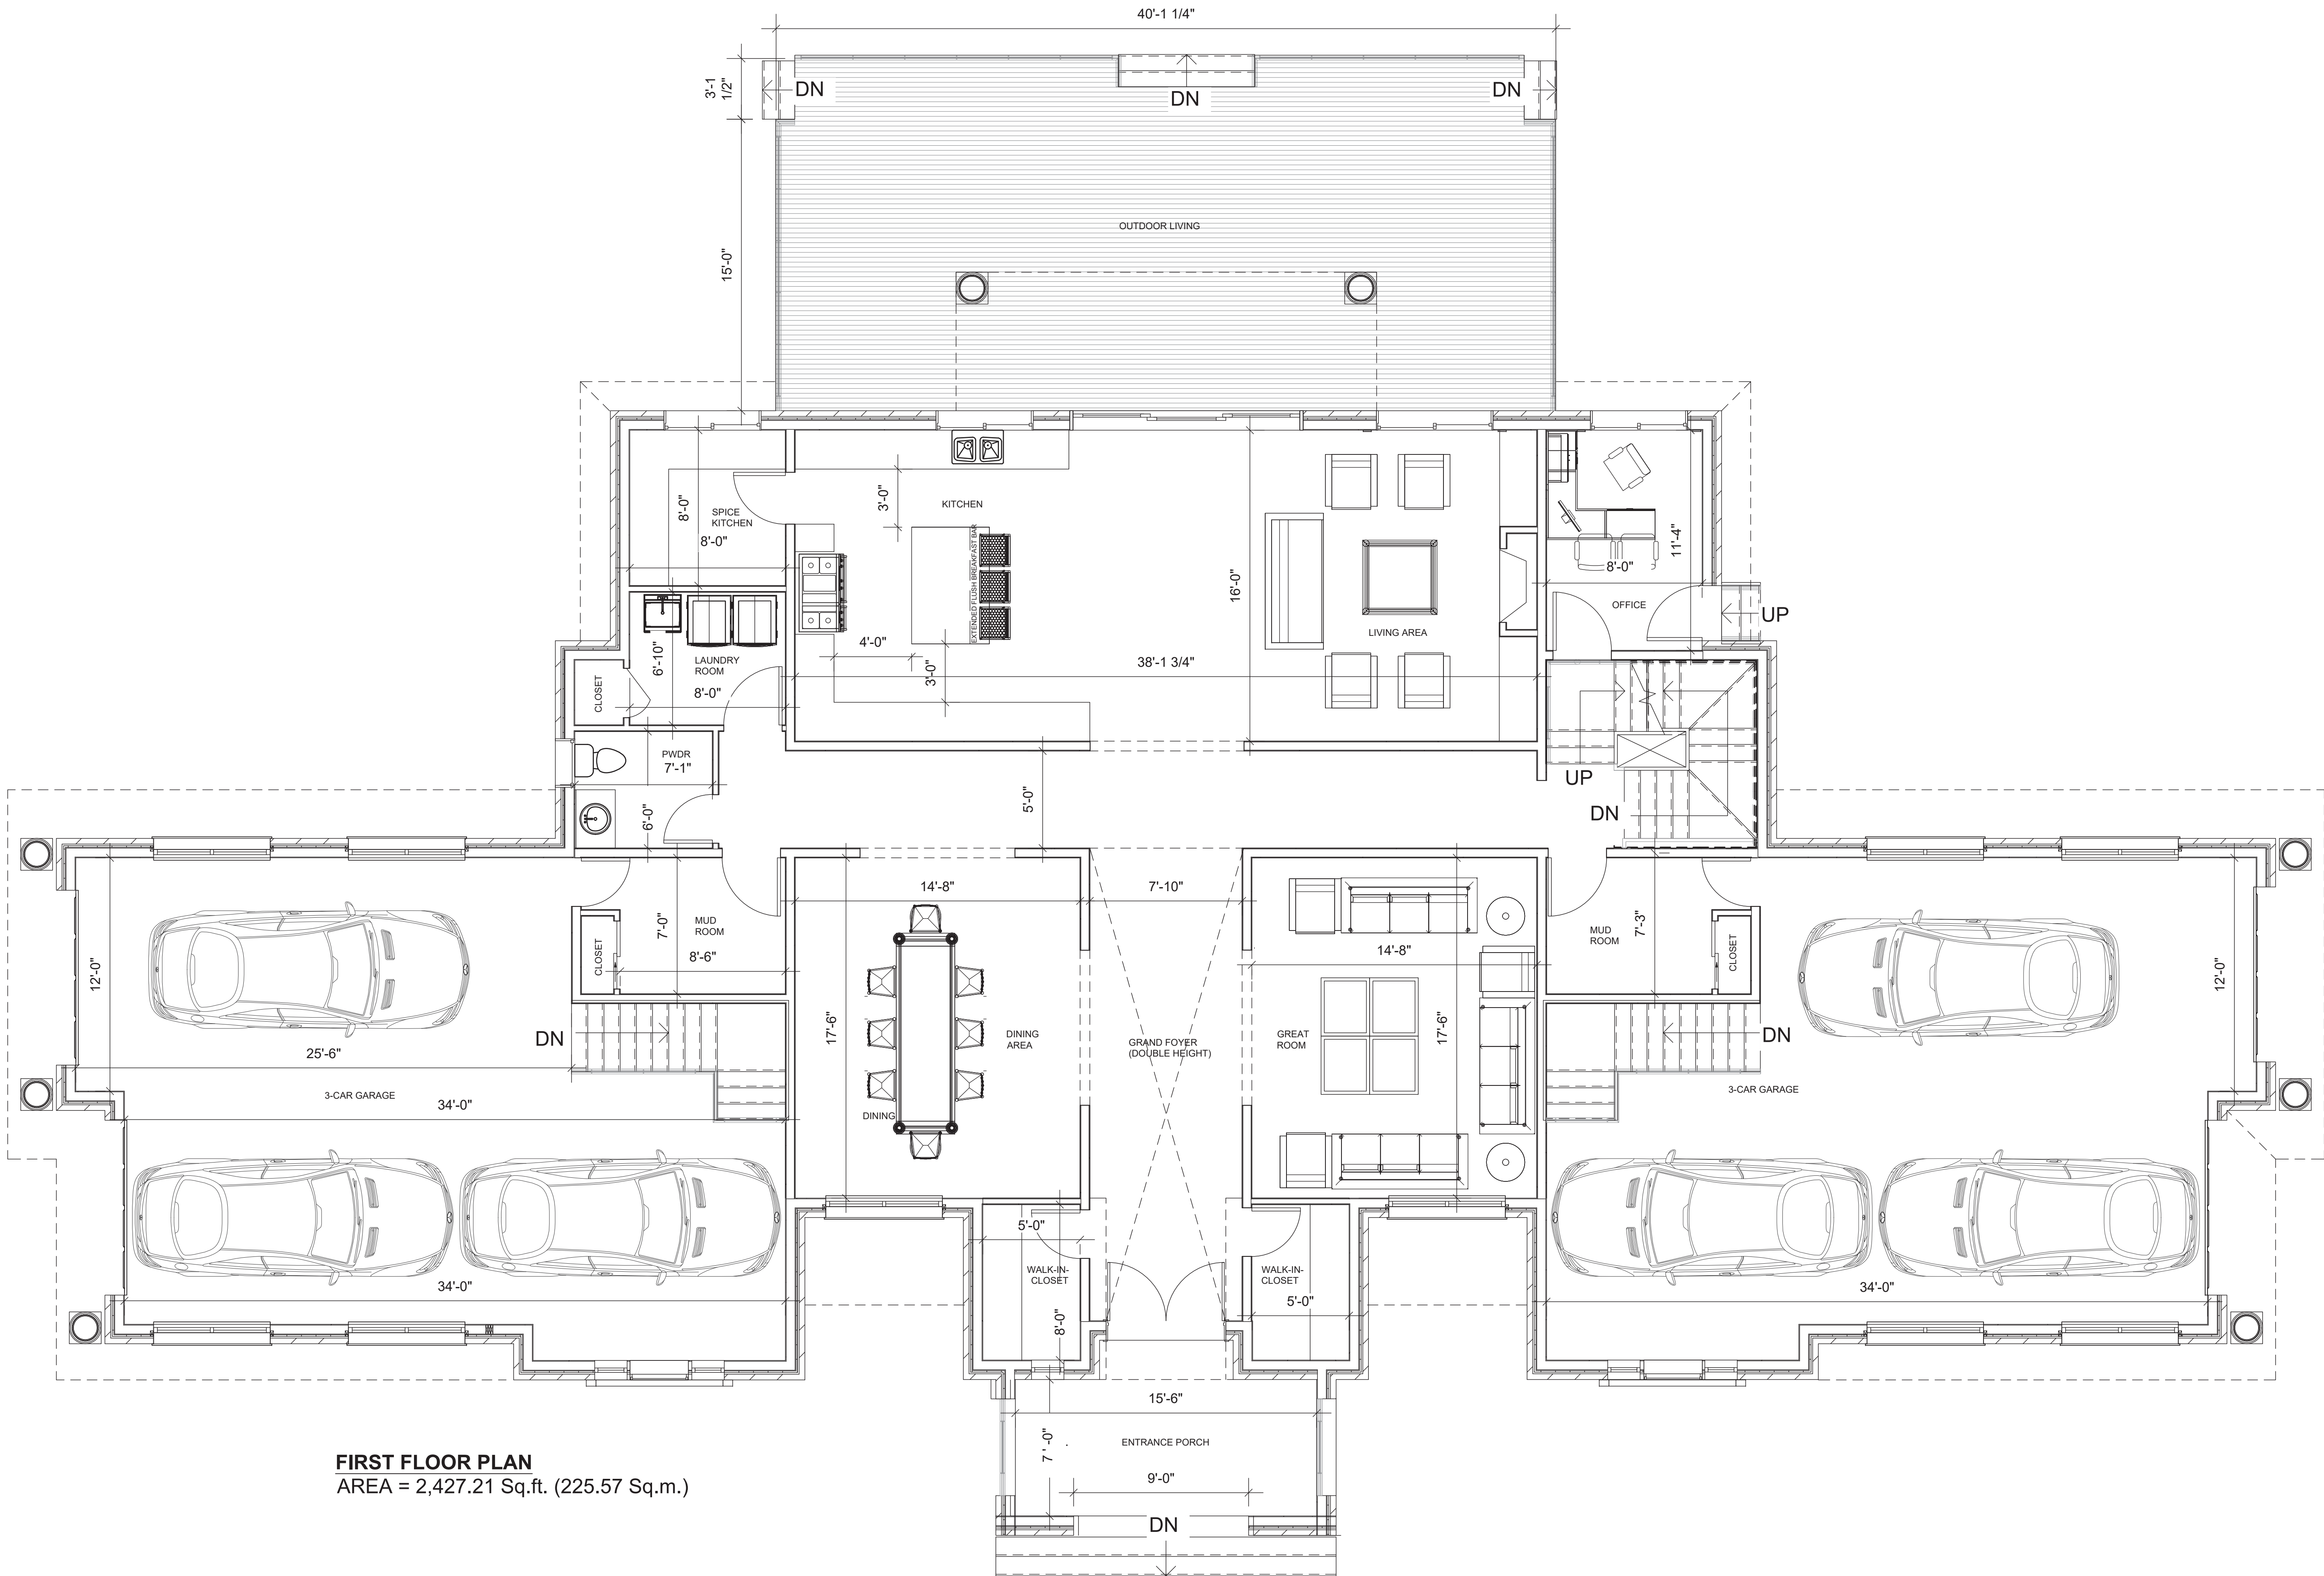 40'-1 1/4"
3'-1
1/2"
DN
DN
DN
15'-0"
OUTDOOR LIVING
8'-0"
SPICE
KITCHEN
8'-0"
3'-0"
KITCHEN
EXTENDED FLUSH BREAKFAST BAR
4'-0"
3'-0"
16'-0"
38'-1 3/4"
LIVING AREA
11'-4"
8'-0"
OFFICE
UP
6'-10"
LAUNDRY
ROOM
8'-0"
CLOSET
PWDR
7'-1"
6'-0"
5'-0"
UP
DN
12'-0"
25'-6"
3-CAR GARAGE
34'-0"
34'-0"
CLOSET
7'-0"
MUD
ROOM
8'-6"
DN
14'-8"
17'-6"
DINING
AREA
DINING
7'-10"
GRAND FOYER
(DOUBLE HEIGHT)
14'-8"
GREAT
ROOM
17'-6"
MUD
ROOM
7'-3"
CLOSET
DN
3-CAR GARAGE
12'-0"
34'-0"
5'-0"
WALK-IN-
CLOSET
8'-0"
WALK-IN-
CLOSET
5'-0"
15'-6"
7'-0"
ENTRANCE PORCH
9'-0"
DN
FIRST FLOOR PLAN
AREA = 2,427.21 Sq.ft. (225.57 Sq.m.)